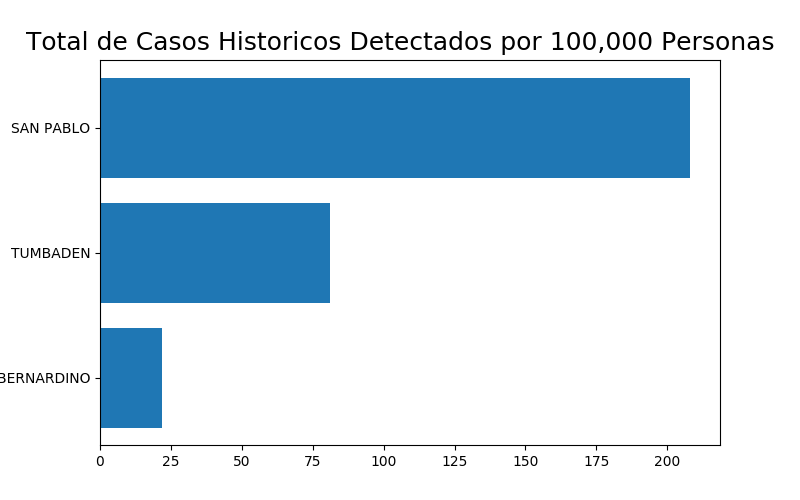 Total de Casos Historicos Detectados por 100,000 Personas
SAN PABLO
TUMBADEN
BERNARDINO
0 25 50 75 100 125 150 175 200